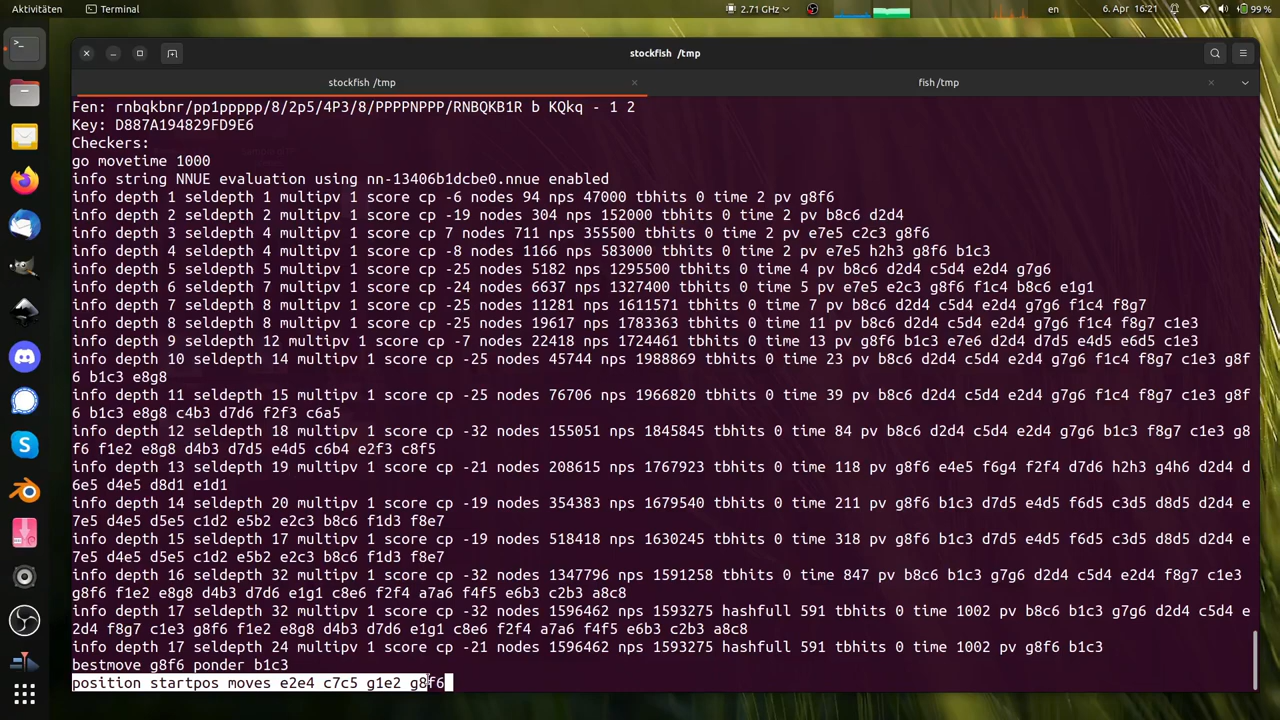 Aktivitäten Terminal 2.71 GHz en 6. Apr 16:21 99 %
stockfish /tmp
stockfish /tmp fish /tmp
Fen: rnbqkbnr/pp1ppppp/8/2p5/4P3/8/PPPPNPPP/RNBQKB1R b KQkq - 1 2
Key: D887A194829FD9E6
Checkers:
go movetime 1000
info string NNUE evaluation using nn-13406b1dcbe0.nnue enabled
info depth 1 seldepth 1 multipv 1 score cp -6 nodes 94 nps 47000 tbhits 0 time 2 pv g8f6
info depth 2 seldepth 2 multipv 1 score cp -19 nodes 304 nps 152000 tbhits 0 time 2 pv b8c6 d2d4
info depth 3 seldepth 4 multipv 1 score cp 7 nodes 711 nps 355500 tbhits 0 time 2 pv e7e5 c2c3 g8f6
info depth 4 seldepth 4 multipv 1 score cp -8 nodes 1166 nps 583000 tbhits 0 time 2 pv e7e5 h2h3 g8f6 b1c3
info depth 5 seldepth 5 multipv 1 score cp -25 nodes 5182 nps 1295500 tbhits 0 time 4 pv b8c6 d2d4 c5d4 e2d4 g7g6
info depth 6 seldepth 7 multipv 1 score cp -24 nodes 6637 nps 1327400 tbhits 0 time 5 pv e7e5 e2c3 g8f6 f1c4 b8c6 e1g1
info depth 7 seldepth 8 multipv 1 score cp -25 nodes 11281 nps 1611571 tbhits 0 time 7 pv b8c6 d2d4 c5d4 e2d4 g7g6 f1c4 f8g7
info depth 8 seldepth 8 multipv 1 score cp -25 nodes 19617 nps 1783363 tbhits 0 time 11 pv b8c6 d2d4 c5d4 e2d4 g7g6 f1c4 f8g7 c1e3
info depth 9 seldepth 12 multipv 1 score cp -7 nodes 22418 nps 1724461 tbhits 0 time 13 pv g8f6 b1c3 e7e6 d2d4 d7d5 e4d5 e6d5 c1e3
info depth 10 seldepth 14 multipv 1 score cp -25 nodes 45744 nps 1988869 tbhits 0 time 23 pv b8c6 d2d4 c5d4 e2d4 g7g6 f1c4 f8g7 c1e3 g8f
6 b1c3 e8g8
info depth 11 seldepth 15 multipv 1 score cp -25 nodes 76706 nps 1966820 tbhits 0 time 39 pv b8c6 d2d4 c5d4 e2d4 g7g6 f1c4 f8g7 c1e3 g8f
6 b1c3 e8g8 c4b3 d7d6 f2f3 c6a5
info depth 12 seldepth 18 multipv 1 score cp -32 nodes 155051 nps 1845845 tbhits 0 time 84 pv b8c6 d2d4 c5d4 e2d4 g7g6 b1c3 f8g7 c1e3 g8
f6 f1e2 e8g8 d4b3 d7d5 e4d5 c6b4 e2f3 c8f5
info depth 13 seldepth 19 multipv 1 score cp -21 nodes 208615 nps 1767923 tbhits 0 time 118 pv g8f6 e4e5 f6g4 f2f4 d7d6 h2h3 g4h6 d2d4 d
6e5 d4e5 d8d1 e1d1
info depth 14 seldepth 20 multipv 1 score cp -19 nodes 354383 nps 1679540 tbhits 0 time 211 pv g8f6 b1c3 d7d5 e4d5 f6d5 c3d5 d8d5 d2d4 e
7e5 d4e5 d5e5 c1d2 e5b2 e2c3 b8c6 f1d3 f8e7
info depth 15 seldepth 17 multipv 1 score cp -19 nodes 518418 nps 1630245 tbhits 0 time 318 pv g8f6 b1c3 d7d5 e4d5 f6d5 c3d5 d8d5 d2d4 e
7e5 d4e5 d5e5 c1d2 e5b2 e2c3 b8c6 f1d3 f8e7
info depth 16 seldepth 32 multipv 1 score cp -32 nodes 1347796 nps 1591258 tbhits 0 time 847 pv b8c6 b1c3 g7g6 d2d4 c5d4 e2d4 f8g7 c1e3
g8f6 f1e2 e8g8 d4b3 d7d6 e1g1 c8e6 f2f4 a7a6 f4f5 e6b3 c2b3 a8c8
info depth 17 seldepth 32 multipv 1 score cp -32 nodes 1596462 nps 1593275 hashfull 591 tbhits 0 time 1002 pv b8c6 b1c3 g7g6 d2d4 c5d4 e
2d4 f8g7 c1e3 g8f6 f1e2 e8g8 d4b3 d7d6 e1g1 c8e6 f2f4 a7a6 f4f5 e6b3 c2b3 a8c8
info depth 17 seldepth 24 multipv 1 score cp -21 nodes 1596462 nps 1593275 hashfull 591 tbhits 0 time 1002 pv g8f6 b1c3
bestmove g8f6 ponder b1c3
position startpos moves e2e4 c7c5 g1e2 g8f6